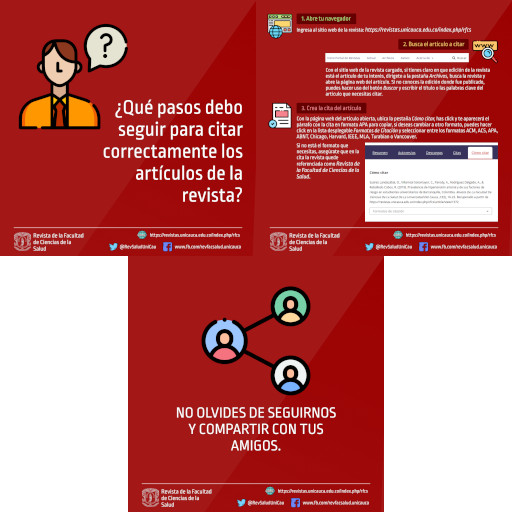 ?
¿Qué pasos debo
seguir para citar
correctamente los
artículos de la
revista?
Revista de la Facultad
de Ciencias de la
Salud
https://revistas.unicauca.edu.co/index.php/rfcs
@RevSaludUniCau
www.fb.com/revfacsalud.unicauca
1. Abre tu navegador
Ingresa al sitio web de la revista: https://revistas.unicauca.edu.co/index.php/rfcs
2. Busca el artículo a citar
WWW
Con el sitio web de la revista cargado, si tienes claro en que edición de la revista
está el artículo de tu interés, dirígete a la pestaña Archivos, busca la revista y
abre la página web del artículo. Si no conoces la edición donde fue publicada,
puedes hacer uso del botón Buscar y escribir el título o las palabras clave del
artículo que necesitas citar.
3. Crea la cita del artículo
Con la página web del artículo abierta, ubica la pestaña Cómo citar, haz click y te aparecerá el
párrafo con la cita en formato APA para copiar, si deseas cambiar a otro formato, puedes hacer
click en la lista desplegable Formatos de Citación y seleccionar entre los formatos ACM, ACS, APA,
ABNT, Chicago, Harvard, IEEE, MLA, Turabian o Vancouver.
Si no está el formato que
necesitas, asegúrate que en la
cita la revista quede
referenciada como Revista de
la Facultad de Ciencias de la
Salud.
Resumen
Autores/as
Descargas
Citas
Cómo citar
Cómo citar
Revista de la Facultad
de Ciencias de la
Salud
https://revistas.unicauca.edu.co/index.php/rfcs
@RevSaludUniCau
www.fb.com/revfacsalud.unicauca
NO OLVIDES DE SEGUIRNOS
Y COMPARTIR CON TUS
AMIGOS.
Revista de la Facultad
de Ciencias de la
Salud
https://revistas.unicauca.edu.co/index.php/rfcs
@RevSaludUniCau
www.fb.com/revfacsalud.unicauca